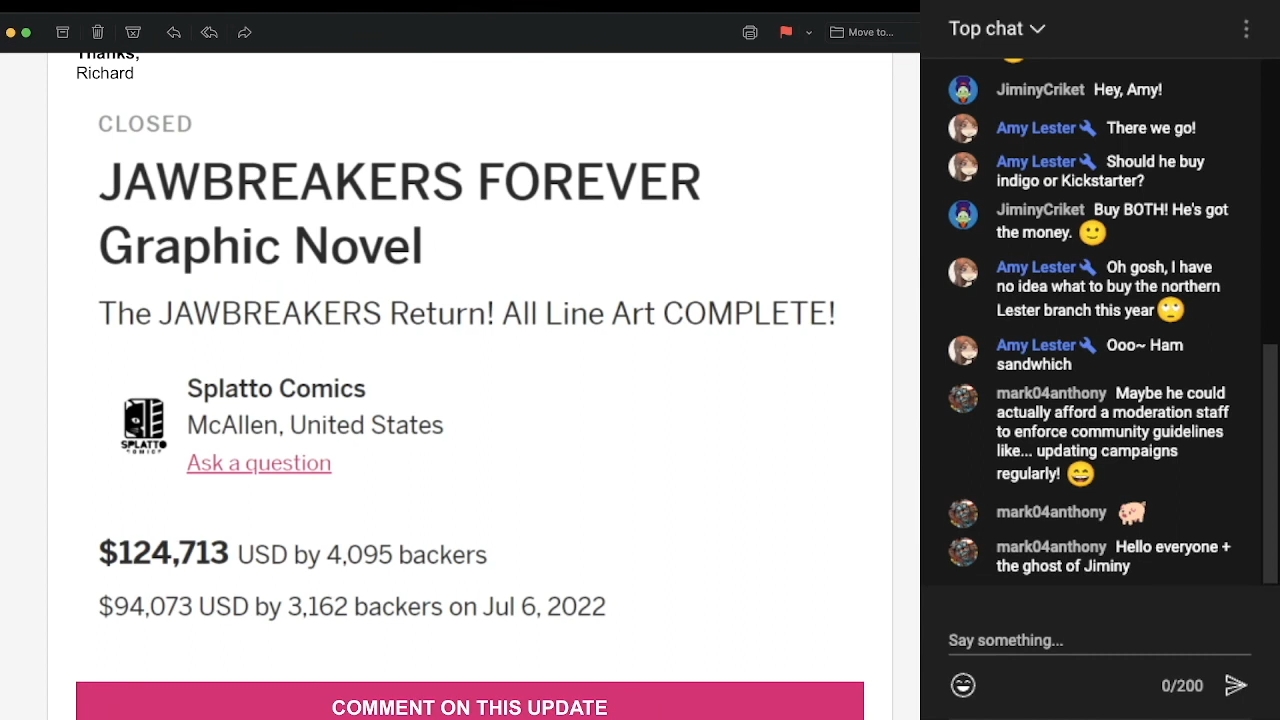 Move to...
Thanks,
Richard
CLOSED
JAWBREAKERS FOREVER
Graphic Novel
The JAWBREAKERS Return! All Line Art COMPLETE!
SPLATTO
COMICS
Splatto Comics
McAllen, United States
Ask a question
$124,713 USD by 4,095 backers
$94,073 USD by 3,162 backers on Jul 6, 2022
COMMENT ON THIS UPDATE
Top chat
JiminyCriket Hey, Amy!
Amy Lester There we go!
Amy Lester Should he buy
indigo or Kickstarter?
JiminyCriket Buy BOTH! He's got
the money. 🙂
Amy Lester Oh gosh, I have
no idea what to buy the northern
Lester branch this year 🙄
Amy Lester Ooo~ Ham
sandwhich
mark04anthony Maybe he could
actually afford a moderation staff
to enforce community guidelines
like... updating campaigns
regularly! 😄
mark04anthony 🐖
mark04anthony Hello everyone +
the ghost of Jiminy
Say something...
0/200